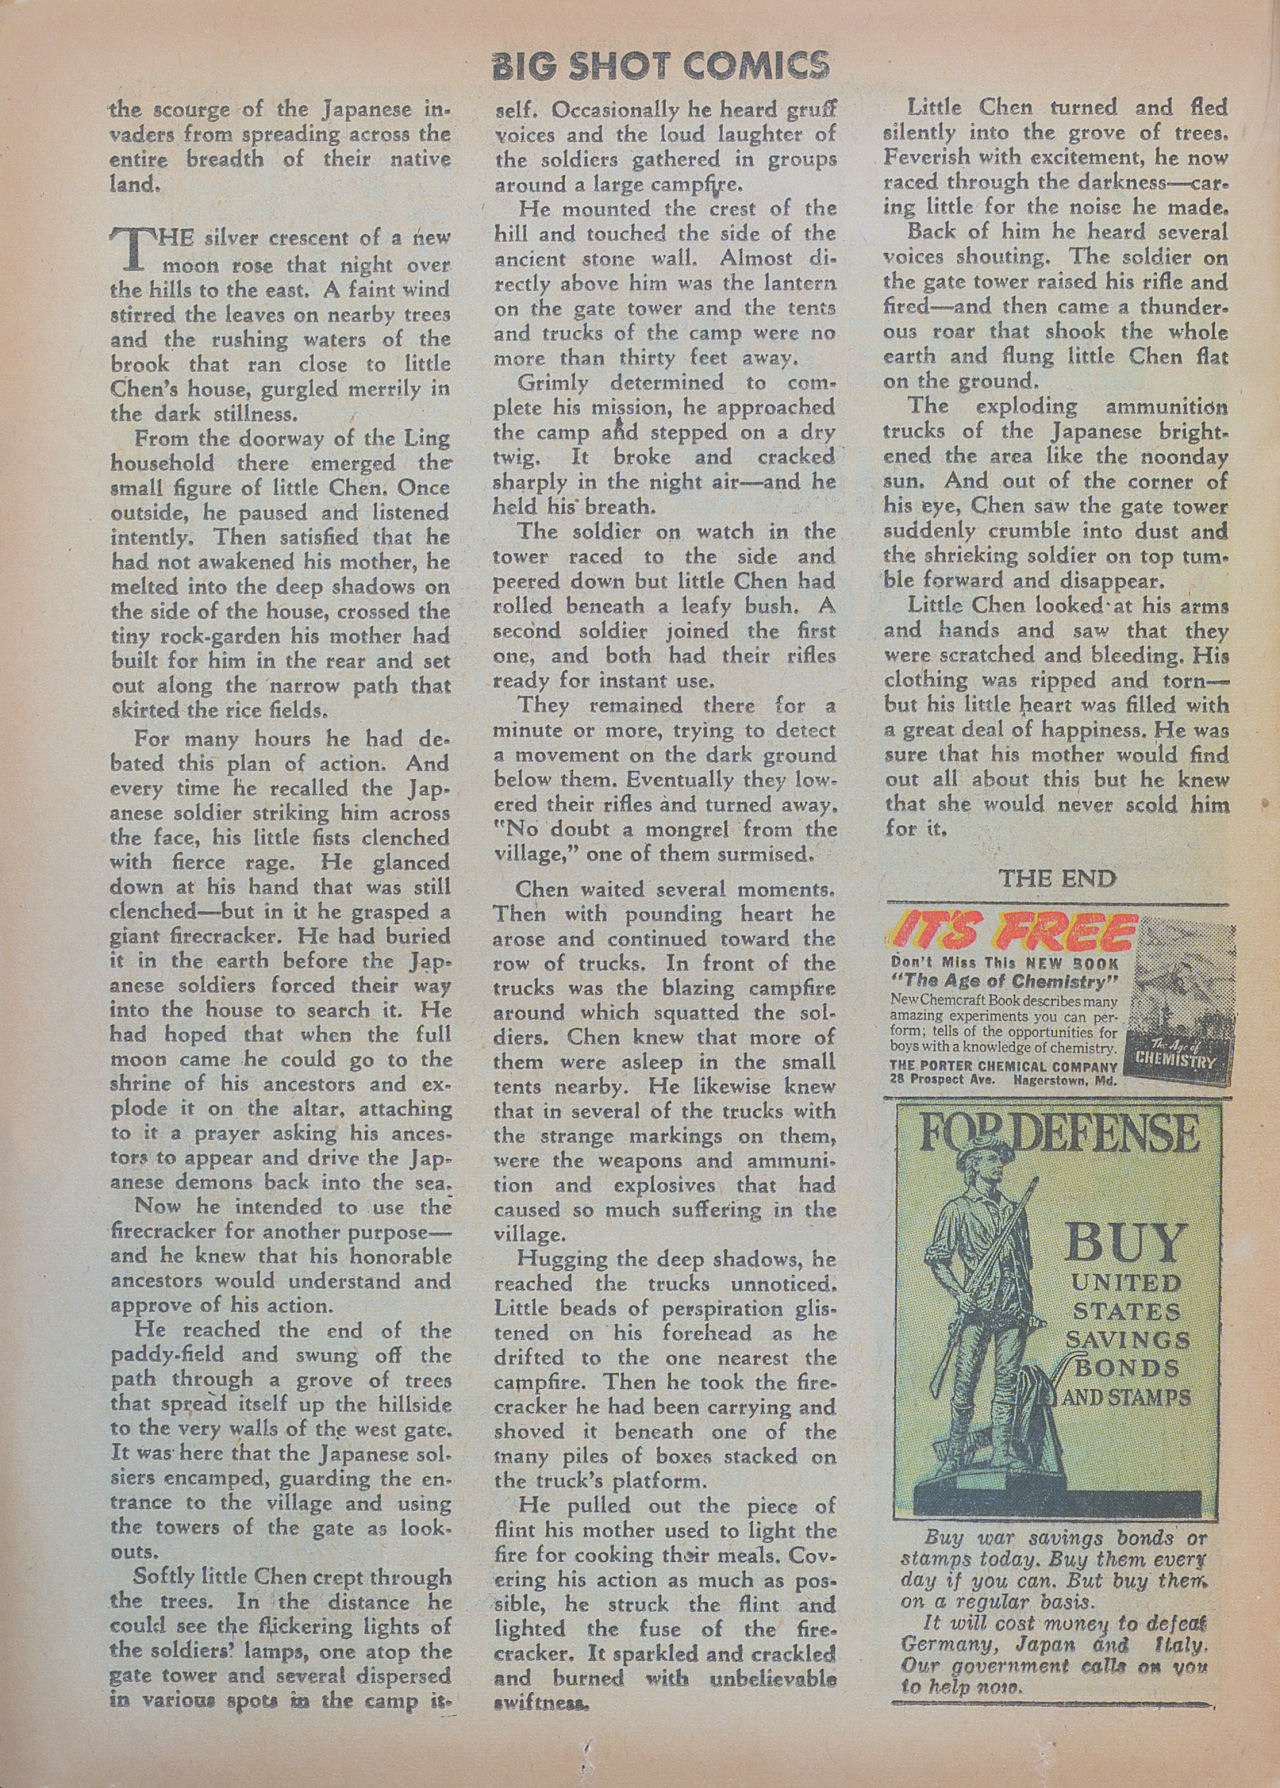 BIG SHOT COMICS
the scourge of the Japanese in-
vaders from spreading across the
entire breadth of their native
land.
THE silver crescent of a new
moon rose that night over
the hills to the east. A faint wind
stirred the leaves on nearby trees
and the rushing waters of the
brook that ran close to little
Chen's house, gurgled merrily in
the dark stillness.
From the doorway of the Ling
household there emerged the
small figure of little Chen. Once
outside, he paused and listened
intently. Then satisfied that he
had not awakened his mother, he
melted into the deep shadows on
the side of the house, crossed the
tiny rock-garden his mother had
built for him in the rear and set
out along the narrow path that
skirted the rice fields.
For many hours he had de-
bated this plan of action. And
every time he recalled the Jap-
anese soldier striking him across
the face, his little fists clenched
with fierce rage. He glanced
down at his hand that was still
clenched—but in it he grasped a
giant firecracker. He had buried
it in the earth before the Jap-
anese soldiers forced their way
into the house to search it. He
had hoped that when the full
moon came he could go to the
shrine of his ancestors and ex-
plode it on the altar, attaching
to it a prayer asking his ances-
tors to appear and drive the Jap-
anese demons back into the sea.
Now he intended to use the
firecracker for another purpose—
and he knew that his honorable
ancestors would understand and
approve of his action.
He reached the end of the
paddy-field and swung off the
path through a grove of trees
that spread itself up the hillside
to the very walls of the west gate.
It was here that the Japanese sol-
siers encamped, guarding the en-
trance to the village and using
the towers of the gate as look-
outs.
Softly little Chen crept through
the trees. In the distance he
could see the flickering lights of
the soldiers' lamps, one atop the
gate tower and several dispersed
in various spots in the camp it-
self. Occasionally he heard gruff
voices and the loud laughter of
the soldiers gathered in groups
around a large campfire.
He mounted the crest of the
hill and touched the side of the
ancient stone wall. Almost di-
rectly above him was the lantern
on the gate tower and the tents
and trucks of the camp were no
more than thirty feet away.
Grimly determined to com-
plete his mission, he approached
the camp and stepped on a dry
twig. It broke and cracked
sharply in the night air—and he
held his breath.
The soldier on watch in the
tower raced to the side and
peered down but little Chen had
rolled beneath a leafy bush. A
second soldier joined the first
one, and both had their rifles
ready for instant use.
They remained there for a
minute or more, trying to detect
a movement on the dark ground
below them. Eventually they low-
ered their rifles and turned away.
"No doubt a mongrel from the
village," one of them surmised.
Chen waited several moments.
Then with pounding heart he
arose and continued toward the
row of trucks. In front of the
trucks was the blazing campfire
around which squatted the sol-
diers. Chen knew that more of
them were asleep in the small
tents nearby. He likewise knew
that in several of the trucks with
the strange markings on them,
were the weapons and ammuni-
tion and explosives that had
caused so much suffering in the
village.
Hugging the deep shadows, he
reached the trucks unnoticed.
Little beads of perspiration glis-
tened on his forehead as he
drifted to the one nearest the
campfire. Then he took the fire-
cracker he had been carrying and
shoved it beneath one of the
many piles of boxes stacked on
the truck's platform.
He pulled out the piece of
flint his mother used to light the
fire for cooking their meals. Cov-
ering his action as much as pos-
sible, he struck the flint and
lighted the fuse of the fire-
cracker. It sparkled and crackled
and burned with unbelievable
swiftness.
Little Chen turned and fled
silently into the grove of trees.
Feverish with excitement, he now
raced through the darkness—car-
ing little for the noise he made.
Back of him he heard several
voices shouting. The soldier on
the gate tower raised his rifle and
fired—and then came a thunder-
ous roar that shook the whole
earth and flung little Chen flat
on the ground.
The exploding ammunition
trucks of the Japanese bright-
ened the area like the noonday
sun. And out of the corner of
his eye, Chen saw the gate tower
suddenly crumble into dust and
the shrieking soldier on top tum-
ble forward and disappear.
Little Chen looked at his arms
and hands and saw that they
were scratched and bleeding. His
clothing was ripped and torn—
but his little heart was filled with
a great deal of happiness. He was
sure that his mother would find
out all about this but he knew
that she would never scold him
for it.
THE END
IT'S FREE
Don't Miss This NEW BOOK
"The Age of Chemistry"
New Chemcraft Book describes many
amazing experiments you can per-
form; tells of the opportunities for
boys with a knowledge of chemistry.
THE PORTER CHEMICAL COMPANY
28 Prospect Ave. Hagerstown, Md.
The Age of
CHEMISTRY
FOR DEFENSE
BUY
UNITED
STATES
SAVINGS
BONDS
AND STAMPS
Buy war savings bonds or
stamps today. Buy them every
day if you can. But buy them
on a regular basis.
It will cost money to defeat
Germany, Japan and Italy.
Our government calls on you
to help now.